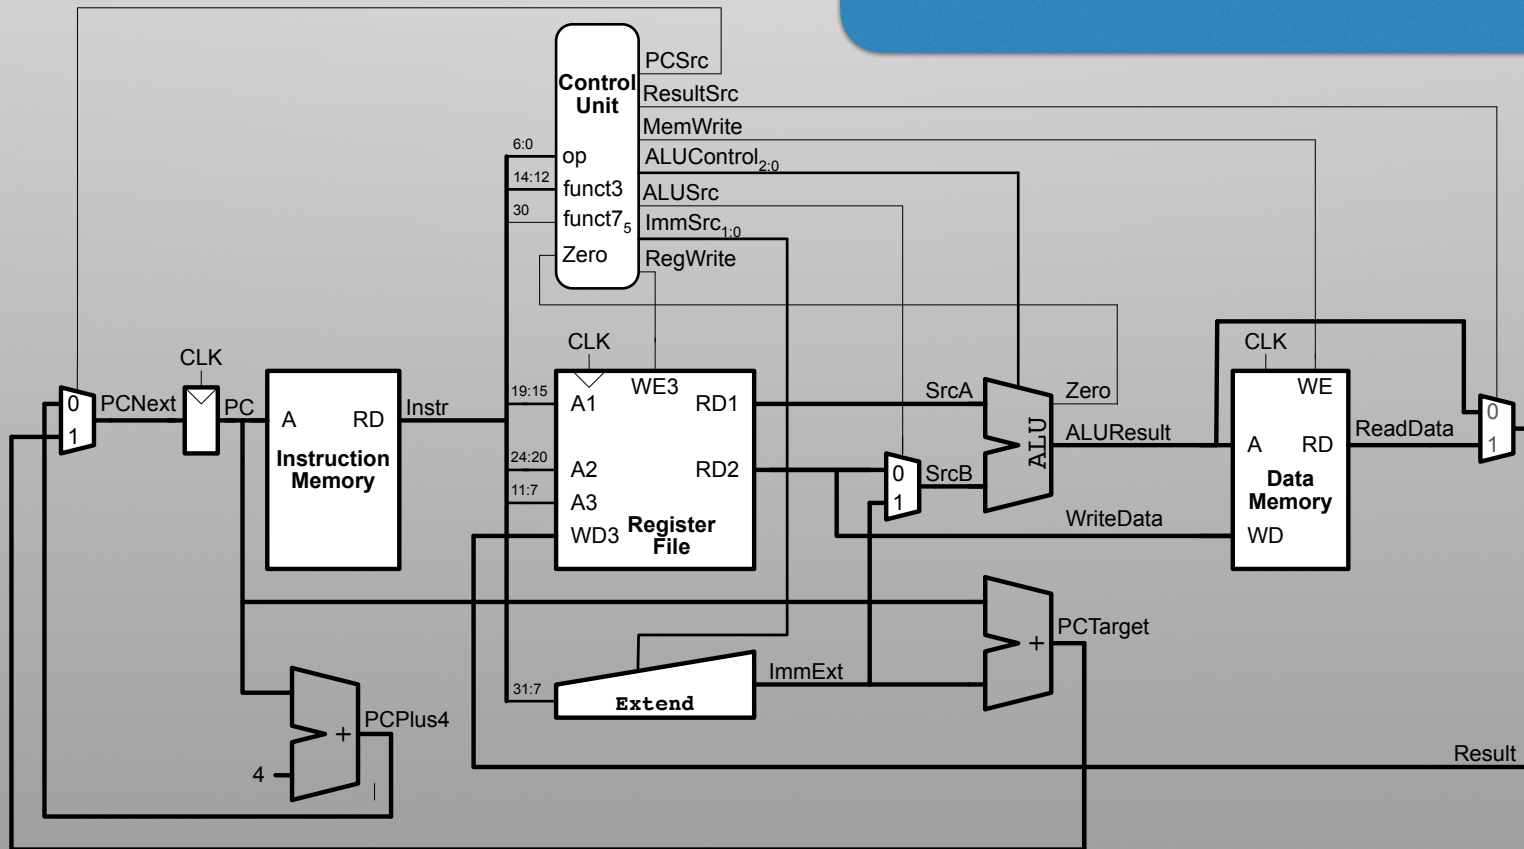 PCSrc
Control
Unit
ResultSrc
MemWrite
6:0
op
ALUControl2:0
14:12
funct3
ALUSrc
30
funct75
ImmSrc1:0
Zero
RegWrite
CLK
CLK
CLK
0
1
PCNext
PC
A
RD
Instr
Instruction
Memory
19:15
A1
WE3
RD1
24:20
A2
RD2
11:7
A3
WD3
Register
File
SrcA
0
1
SrcB
ALU
Zero
ALUResult
WriteData
WE
A
RD
Data
Memory
WD
ReadData
0
1
+
PCTarget
31:7
Extend
ImmExt
+
PCPlus4
4
Result